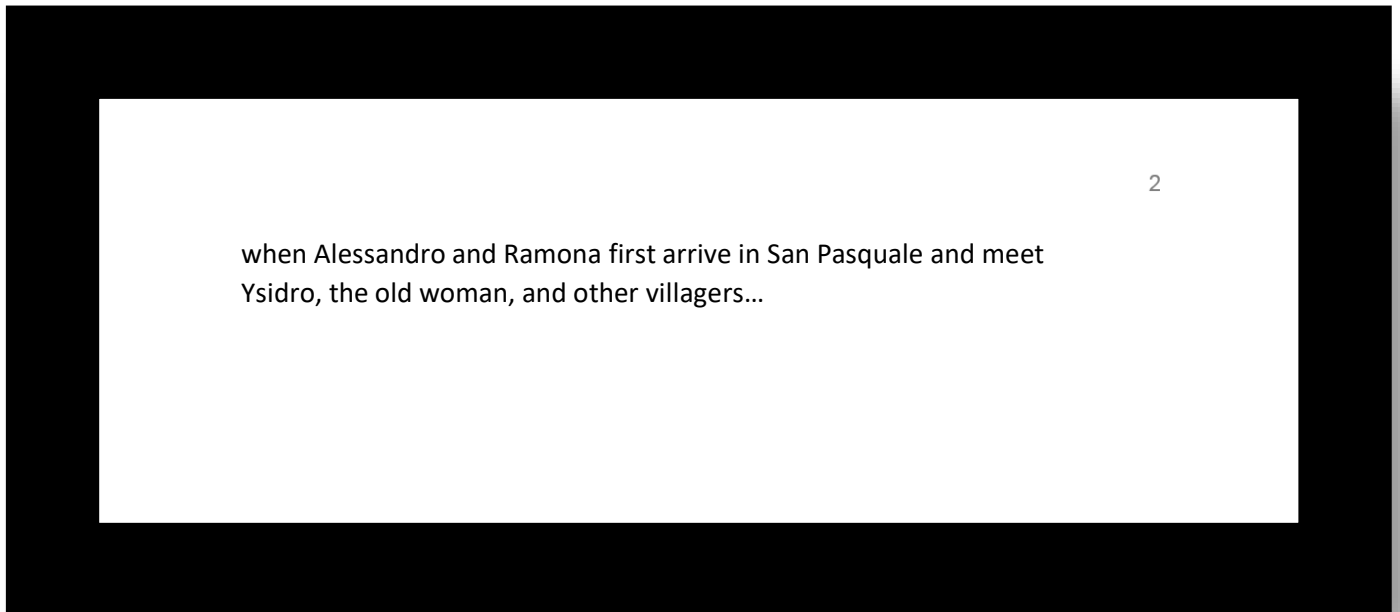 2
when Alessandro and Ramona first arrive in San Pasquale and meet
Ysidro, the old woman, and other villagers…